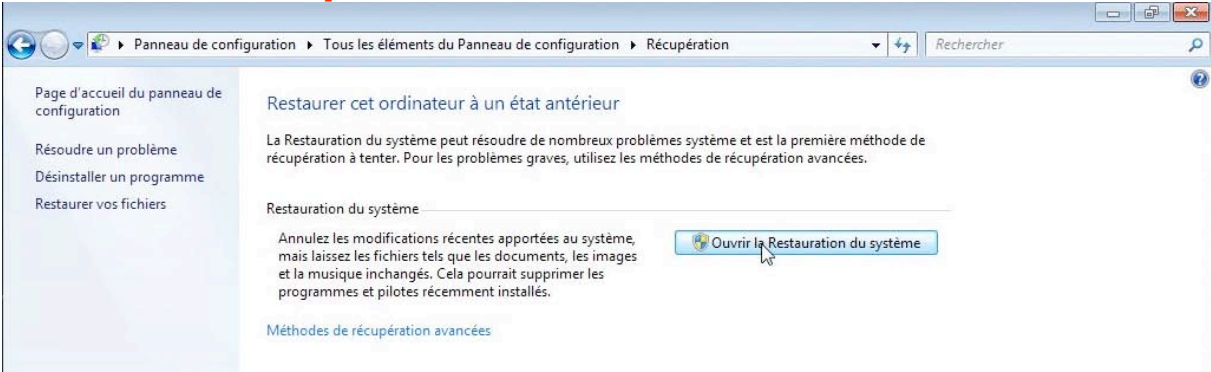 Panneau de configuration ▸ Tous les éléments du Panneau de configuration ▸ Récupération
Rechercher
Page d'accueil du panneau de
configuration
Résoudre un problème
Désinstaller un programme
Restaurer vos fichiers
Restaurer cet ordinateur à un état antérieur
La Restauration du système peut résoudre de nombreux problèmes système et est la première méthode de
récupération à tenter. Pour les problèmes graves, utilisez les méthodes de récupération avancées.
Restauration du système
Annulez les modifications récentes apportées au système,
mais laissez les fichiers tels que les documents, les images
et la musique inchangés. Cela pourrait supprimer les
programmes et pilotes récemment installés.
Ouvrir la Restauration du système
Méthodes de récupération avancées